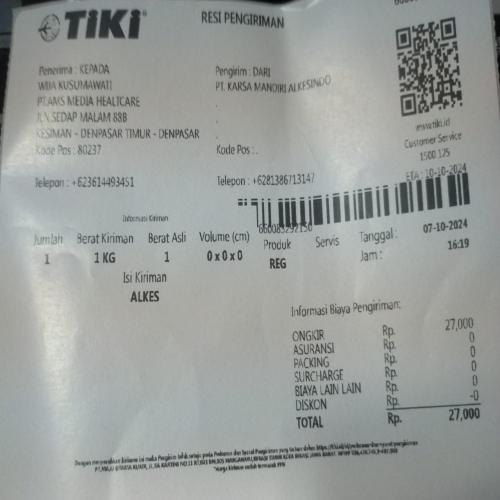 TiKi
RESI PENGIRIMAN
Penerima : KEPADA
WIJA KUSUMAWATI
PT.AMS MEDIA HEALTCARE
JLN.SEDAP MALAM 88B
KESIMAN - DENPASAR TIMUR - DENPASAR
Kode Pos : 80237
Telepon : +623614493451
Pengirim : DARI
PT. KARSA MANDIRI ALKESINDO
.
.
.
Kode Pos : .
Telepon : +6281386713147
www.tiki.id
Customer Service
1500 125
ETA : 10-10-2024
660083292150
Informasi Kiriman
Jumlah Berat Kiriman Berat Asli Volume (cm) Produk Servis Tanggal : 07-10-2024
1 1 KG 1 0 x 0 x 0 REG Jam : 16:19
Isi Kiriman
ALKES
Informasi Biaya Pengiriman:
ONGKIR Rp. 27,000
ASURANSI Rp. 0
PACKING Rp. 0
SURCHARGE Rp. 0
BIAYA LAIN LAIN Rp. 0
DISKON Rp. -0
TOTAL Rp. 27,000